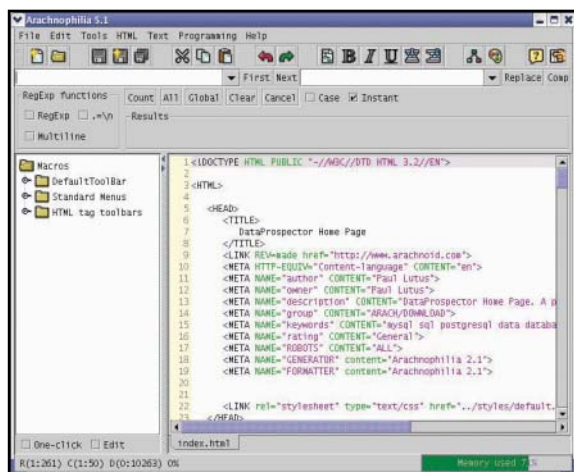 Arachnophilia 5.1
File Edit Tools HTML Text Programming Help
B I U
First Next Replace Comp
RegExp functions Count All Global Clear Cancel Case Instant
RegExp .=\n Results
Multiline
Macros
DefaultToolBar
Standard Menus
HTML tag toolbars
1 <!DOCTYPE HTML PUBLIC "-//W3C//DTD HTML 3.2//EN">
2
3 <HTML>
4
5 <HEAD>
6 <TITLE>
7 DataProspector Home Page
8 </TITLE>
9 <LINK REV=made href="http://www.arachnoid.com">
10 <META HTTP-EQUIV="Content-language" CONTENT="en">
11 <META NAME="author" CONTENT="Paul Lutus">
12 <META NAME="owner" CONTENT="Paul Lutus">
13 <META NAME="description" CONTENT="DataProspector Home Page. A p
14 <META NAME="group" CONTENT="ARACH/DOWNLOAD">
15 <META NAME="keywords" CONTENT="mysql sql postgresql data databa
16 <META NAME="rating" CONTENT="General">
17 <META NAME="ROBOTS" CONTENT="ALL">
18 <META NAME="GENERATOR" content="Arachnophilia 2.1">
19 <META NAME="FORMATTER" content="Arachnophilia 2.1">
20
21
22 <LINK rel="stylesheet" type="text/css" href="../styles/default.
23 </HEAD>
One-click Edit index.html
R(1:261) C(1:50) D(0:10263) 0% Memory used